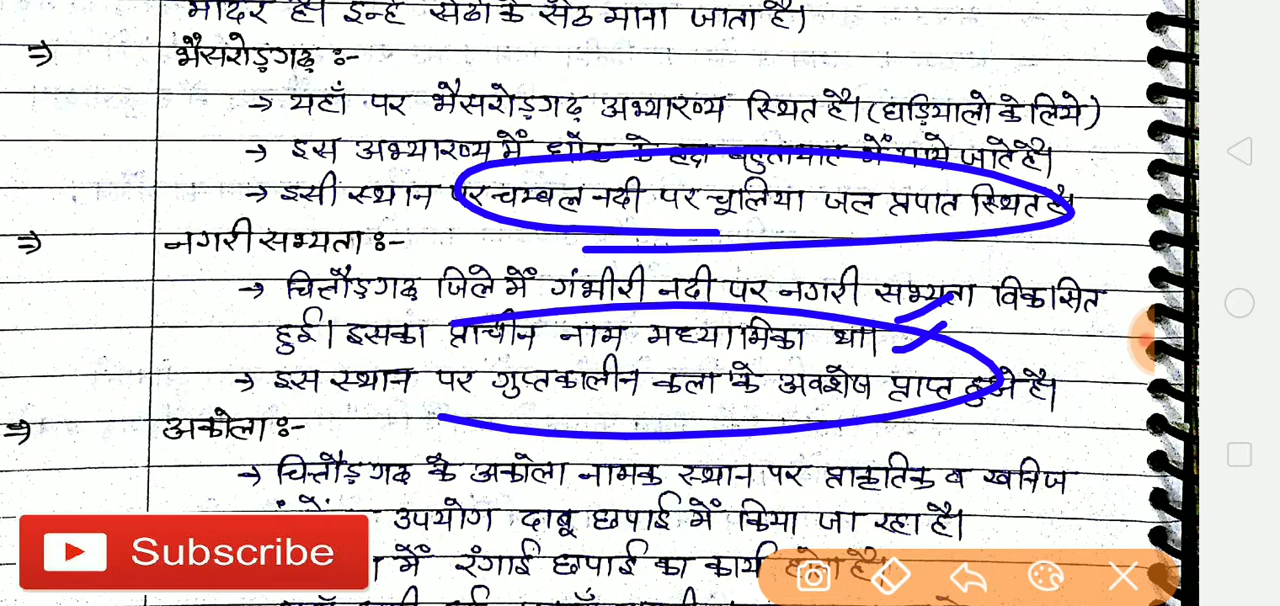 मंदिर है। इन्हें सेठों के सेठ माना जाता है।
⇒ भैंसरोड़गढ़ :-
→ यहाँ पर भैंसरोड़गढ़ अभ्यारण्य स्थित है। (घड़ियालो के लिये)
→ इस अभ्यारण्य में के बहुतायात में पाये जाते है।
→ इसी स्थान पर चम्बल नदी पर चूलिया जल प्रपात स्थित है।
⇒ नगरी सभ्यता :-
→ चित्तौड़गढ़ जिले में गंभीरी नदी पर नगरी सभ्यता विकसित
हुई। इसका प्राचीन नाम मध्यामिका था।
→ इस स्थान पर गुप्तकालीन कला के अवशेष प्राप्त हुऐ है।
⇒ अकोला :-
→ चित्तौड़गढ़ के अकोला नामक स्थान पर प्राकृतिक व खनिज
उपयोग दाबू छपाई में किया जा रहा है।
में रंगाई छपाई का कार्य होता है।
Subscribe